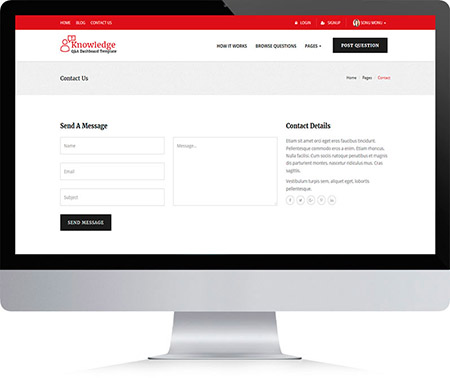 HOME BLOG CONTACT US LOGIN SIGNUP SONU MONU
Knowledge
Q&A Dashboard Template
HOW IT WORKS BROWSE QUESTIONS PAGES POST QUESTION
Contact Us
Home Pages Contact
Send A Message
Name
Email
Subject
SEND MESSAGE
Message...
Contact Details
Etiam sit amet orci eget eros faucibus tincidunt.
Pellentesque commodo eros a enim. Etiam rhoncus.
Nulla facilisi. Cum sociis natoque penatibus et magnis
dis parturient montes, nascetur ridiculus mus. Cras
sagittis.
Vestibulum turpis sem, aliquet eget, lobortis
pellentesque.